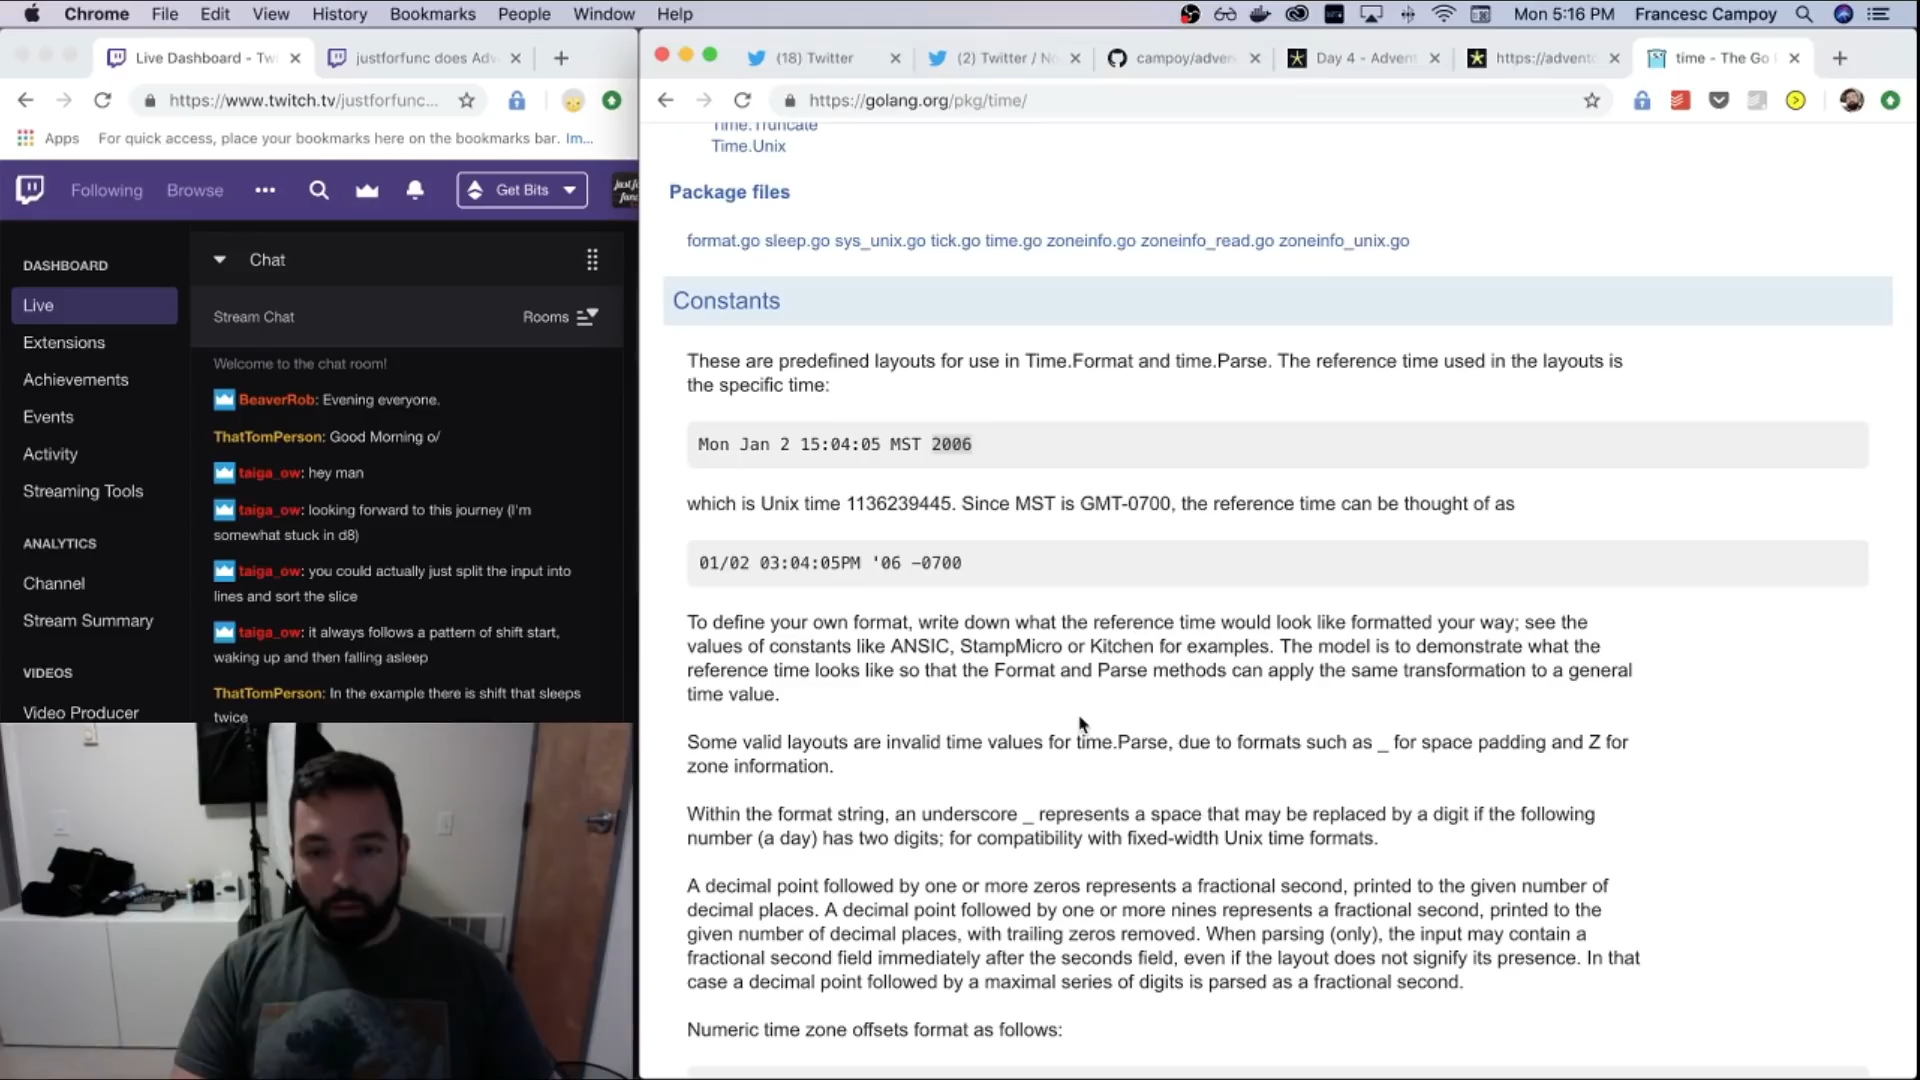 Chrome File Edit View History Bookmarks People Window Help
Mon 5:16 PM Francesc Campoy
Live Dashboard - Tw
justforfunc does Adv
https://www.twitch.tv/justforfunc...
Apps For quick access, place your bookmarks here on the bookmarks bar. Im...
Following Browse
Get Bits
DASHBOARD
Live
Extensions
Achievements
Events
Activity
Streaming Tools
ANALYTICS
Channel
Stream Summary
VIDEOS
Video Producer
Chat
Stream Chat
Rooms
Welcome to the chat room!
BeaverRob: Evening everyone.
ThatTomPerson: Good Morning o/
taiga_ow: hey man
taiga_ow: looking forward to this journey (I'm
somewhat stuck in d8)
taiga_ow: you could actually just split the input into
lines and sort the slice
taiga_ow: it always follows a pattern of shift start,
waking up and then falling asleep
ThatTomPerson: In the example there is shift that sleeps
twice
(18) Twitter
(2) Twitter / No
campoy/adven
Day 4 - Advent
https://advento
time - The Go
https://golang.org/pkg/time/
Time.Truncate
Time.Unix
Package files
format.go sleep.go sys_unix.go tick.go time.go zoneinfo.go zoneinfo_read.go zoneinfo_unix.go
Constants
These are predefined layouts for use in Time.Format and time.Parse. The reference time used in the layouts is
the specific time:
Mon Jan 2 15:04:05 MST 2006
which is Unix time 1136239445. Since MST is GMT-0700, the reference time can be thought of as
01/02 03:04:05PM '06 -0700
To define your own format, write down what the reference time would look like formatted your way; see the
values of constants like ANSIC, StampMicro or Kitchen for examples. The model is to demonstrate what the
reference time looks like so that the Format and Parse methods can apply the same transformation to a general
time value.
Some valid layouts are invalid time values for time.Parse, due to formats such as _ for space padding and Z for
zone information.
Within the format string, an underscore _ represents a space that may be replaced by a digit if the following
number (a day) has two digits; for compatibility with fixed-width Unix time formats.
A decimal point followed by one or more zeros represents a fractional second, printed to the given number of
decimal places. A decimal point followed by one or more nines represents a fractional second, printed to the
given number of decimal places, with trailing zeros removed. When parsing (only), the input may contain a
fractional second field immediately after the seconds field, even if the layout does not signify its presence. In that
case a decimal point followed by a maximal series of digits is parsed as a fractional second.
Numeric time zone offsets format as follows: